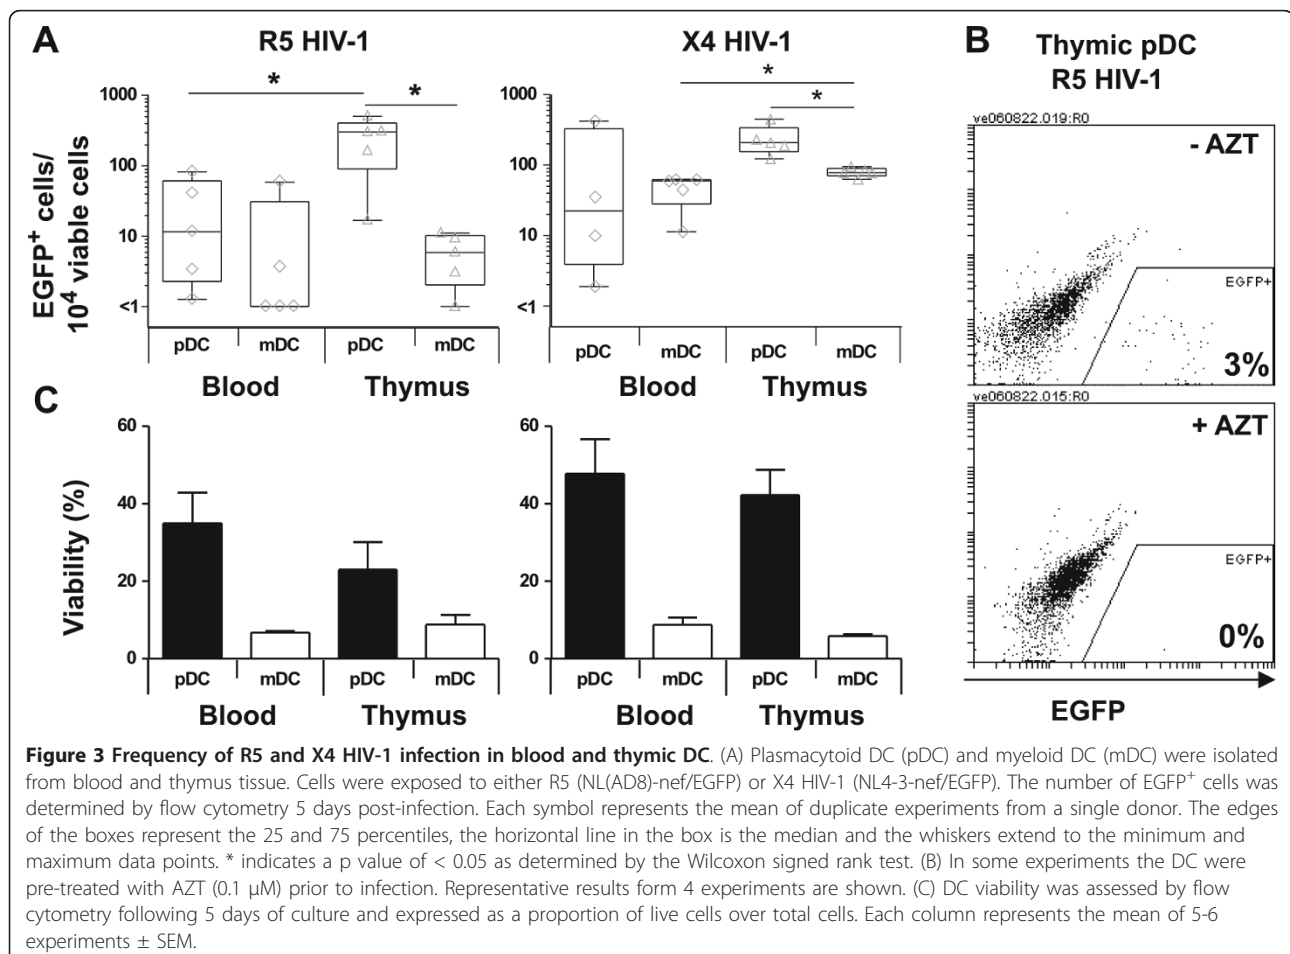 A
R5 HIV-1
X4 HIV-1
B
Thymic pDC
R5 HIV-1
EGFP+ cells/
10⁴ viable cells
1000
100
10
<1
*
*
pDC
mDC
pDC
mDC
Blood
Thymus
1000
100
10
<1
*
*
pDC
mDC
pDC
mDC
Blood
Thymus
ve060822.019:R0
- AZT
EGFP+
3%
ve060822.015:R0
+ AZT
EGFP+
0%
EGFP
C
Viability (%)
60
40
20
0
pDC
mDC
pDC
mDC
Blood
Thymus
60
40
20
0
pDC
mDC
pDC
mDC
Blood
Thymus
Figure 3 Frequency of R5 and X4 HIV-1 infection in blood and thymic DC. (A) Plasmacytoid DC (pDC) and myeloid DC (mDC) were isolated
from blood and thymus tissue. Cells were exposed to either R5 (NL(AD8)-nef/EGFP) or X4 HIV-1 (NL4-3-nef/EGFP). The number of EGFP+ cells was
determined by flow cytometry 5 days post-infection. Each symbol represents the mean of duplicate experiments from a single donor. The edges
of the boxes represent the 25 and 75 percentiles, the horizontal line in the box is the median and the whiskers extend to the minimum and
maximum data points. * indicates a p value of < 0.05 as determined by the Wilcoxon signed rank test. (B) In some experiments the DC were
pre-treated with AZT (0.1 μM) prior to infection. Representative results form 4 experiments are shown. (C) DC viability was assessed by flow
cytometry following 5 days of culture and expressed as a proportion of live cells over total cells. Each column represents the mean of 5-6
experiments ± SEM.